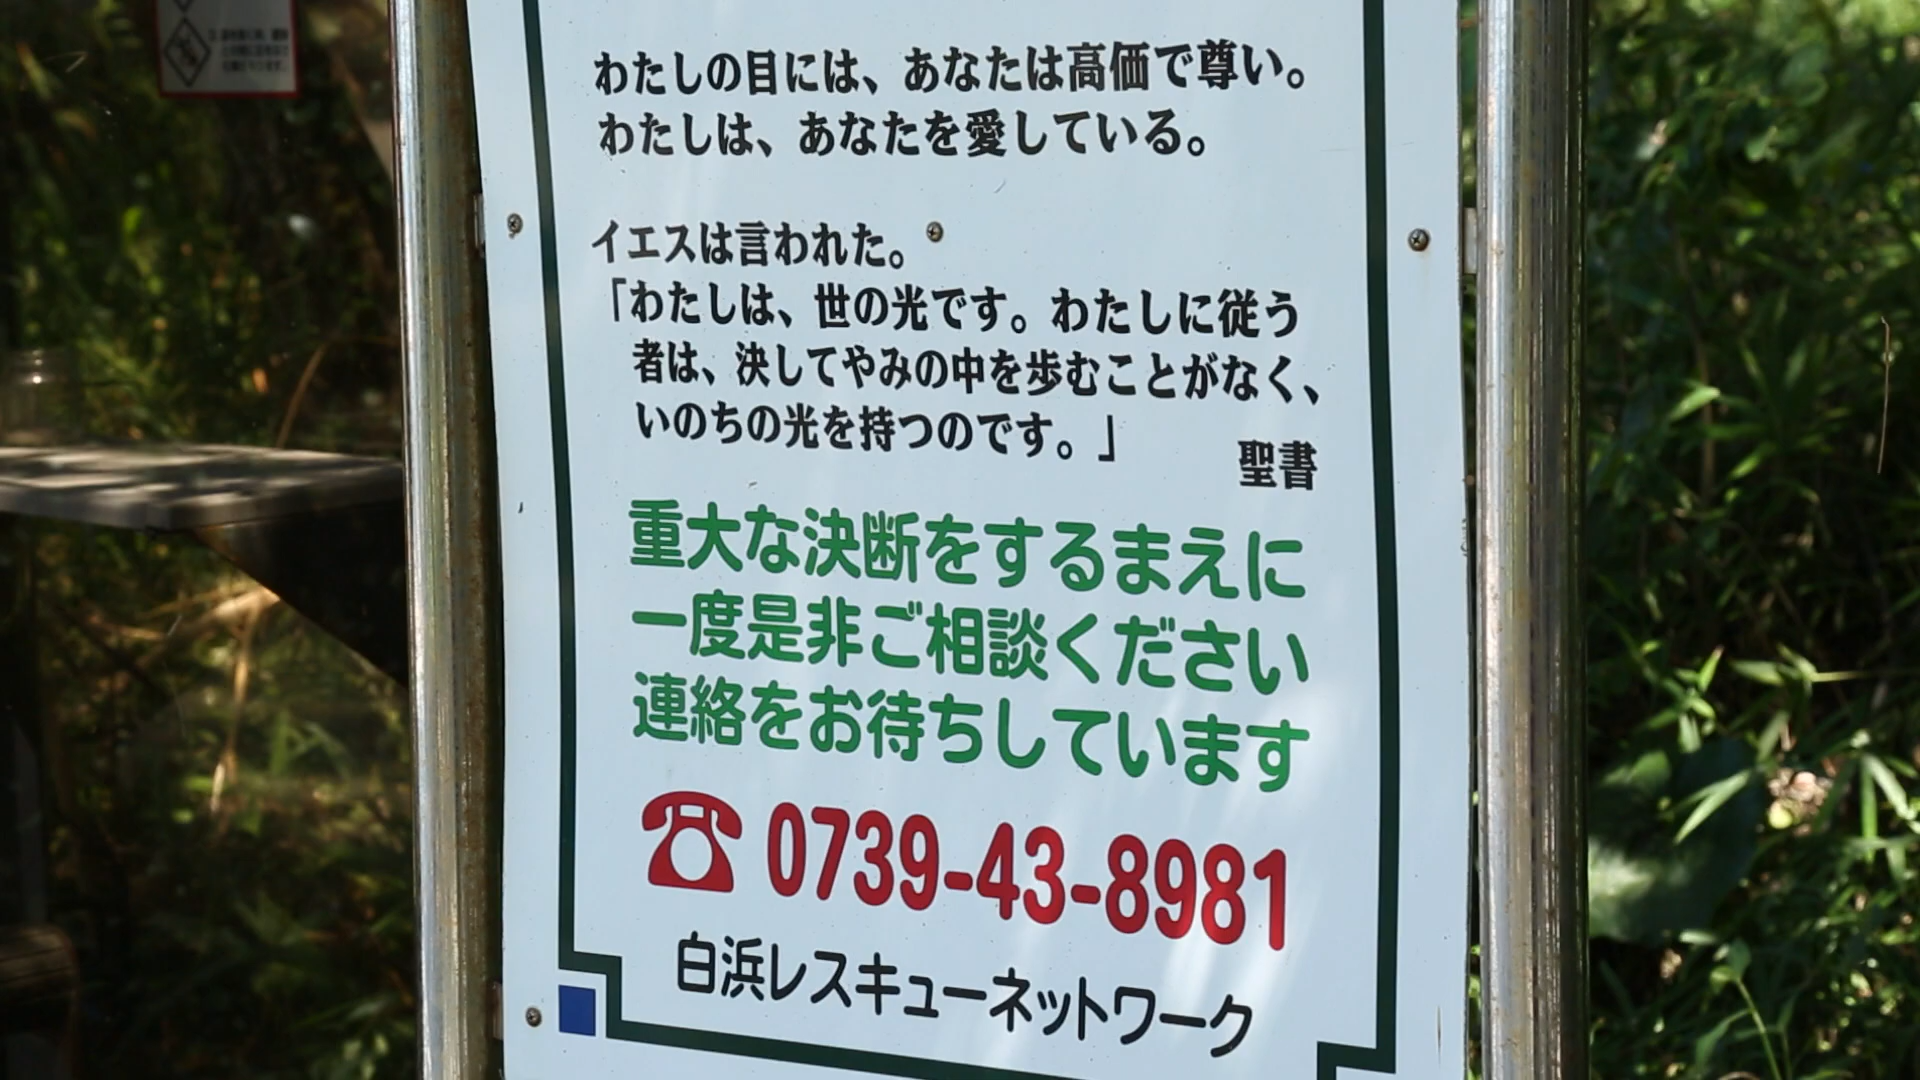 わたしの目には、あなたは高価で尊い。
わたしは、あなたを愛している。
イエスは言われた。
「わたしは、世の光です。わたしに従う
者は、決してやみの中を歩むことがなく、
いのちの光を持つのです。」
聖書
重大な決断をするまえに
一度是非ご相談ください
連絡をお待ちしています
☎ 0739-43-8981
白浜レスキューネットワーク